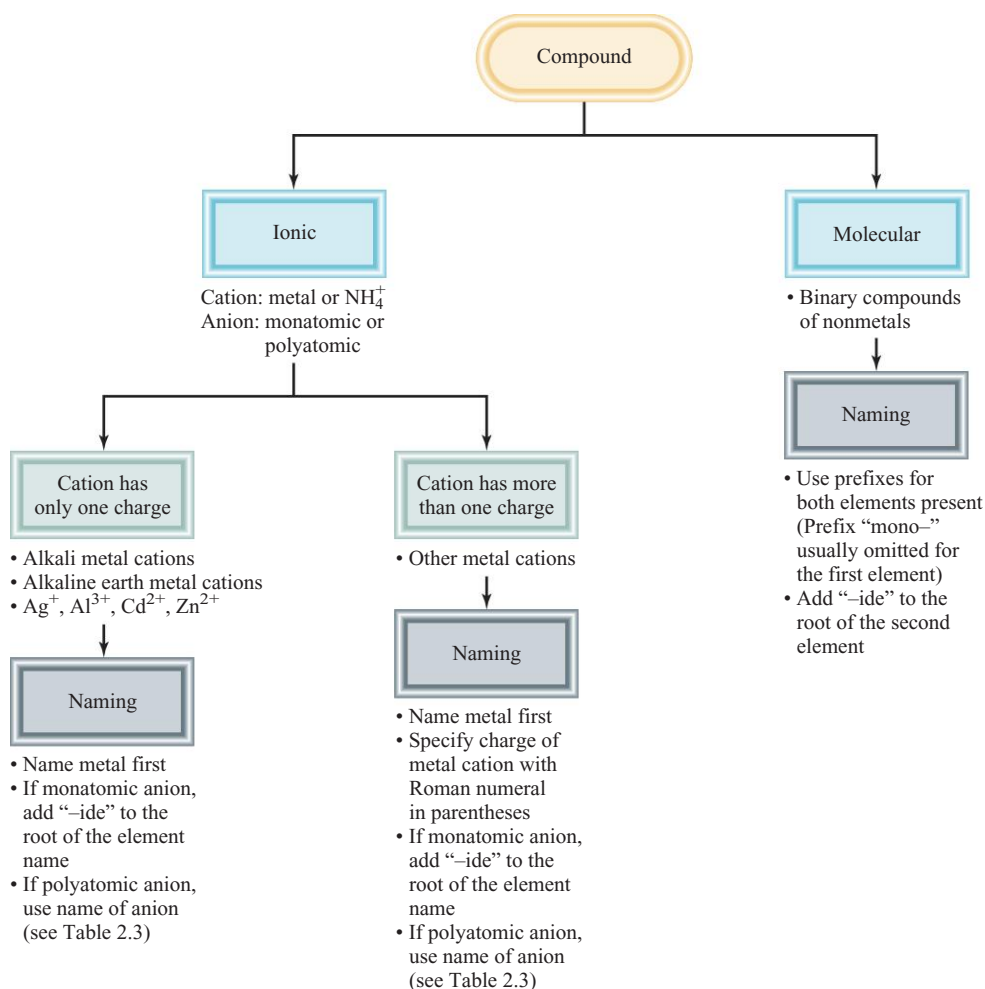 Compound
Ionic
Cation: metal or NH₄⁺
Anion: monatomic or
polyatomic
Cation has
only one charge
• Alkali metal cations
• Alkaline earth metal cations
• Ag⁺, Al³⁺, Cd²⁺, Zn²⁺
Naming
• Name metal first
• If monatomic anion,
add “–ide” to the
root of the element
name
• If polyatomic anion,
use name of anion
(see Table 2.3)
Cation has more
than one charge
• Other metal cations
Naming
• Name metal first
• Specify charge of
metal cation with
Roman numeral
in parentheses
• If monatomic anion,
add “–ide” to the
root of the element
name
• If polyatomic anion,
use name of anion
(see Table 2.3)
Molecular
• Binary compounds
of nonmetals
Naming
• Use prefixes for
both elements present
(Prefix “mono–”
usually omitted for
the first element)
• Add “–ide” to the
root of the second
element